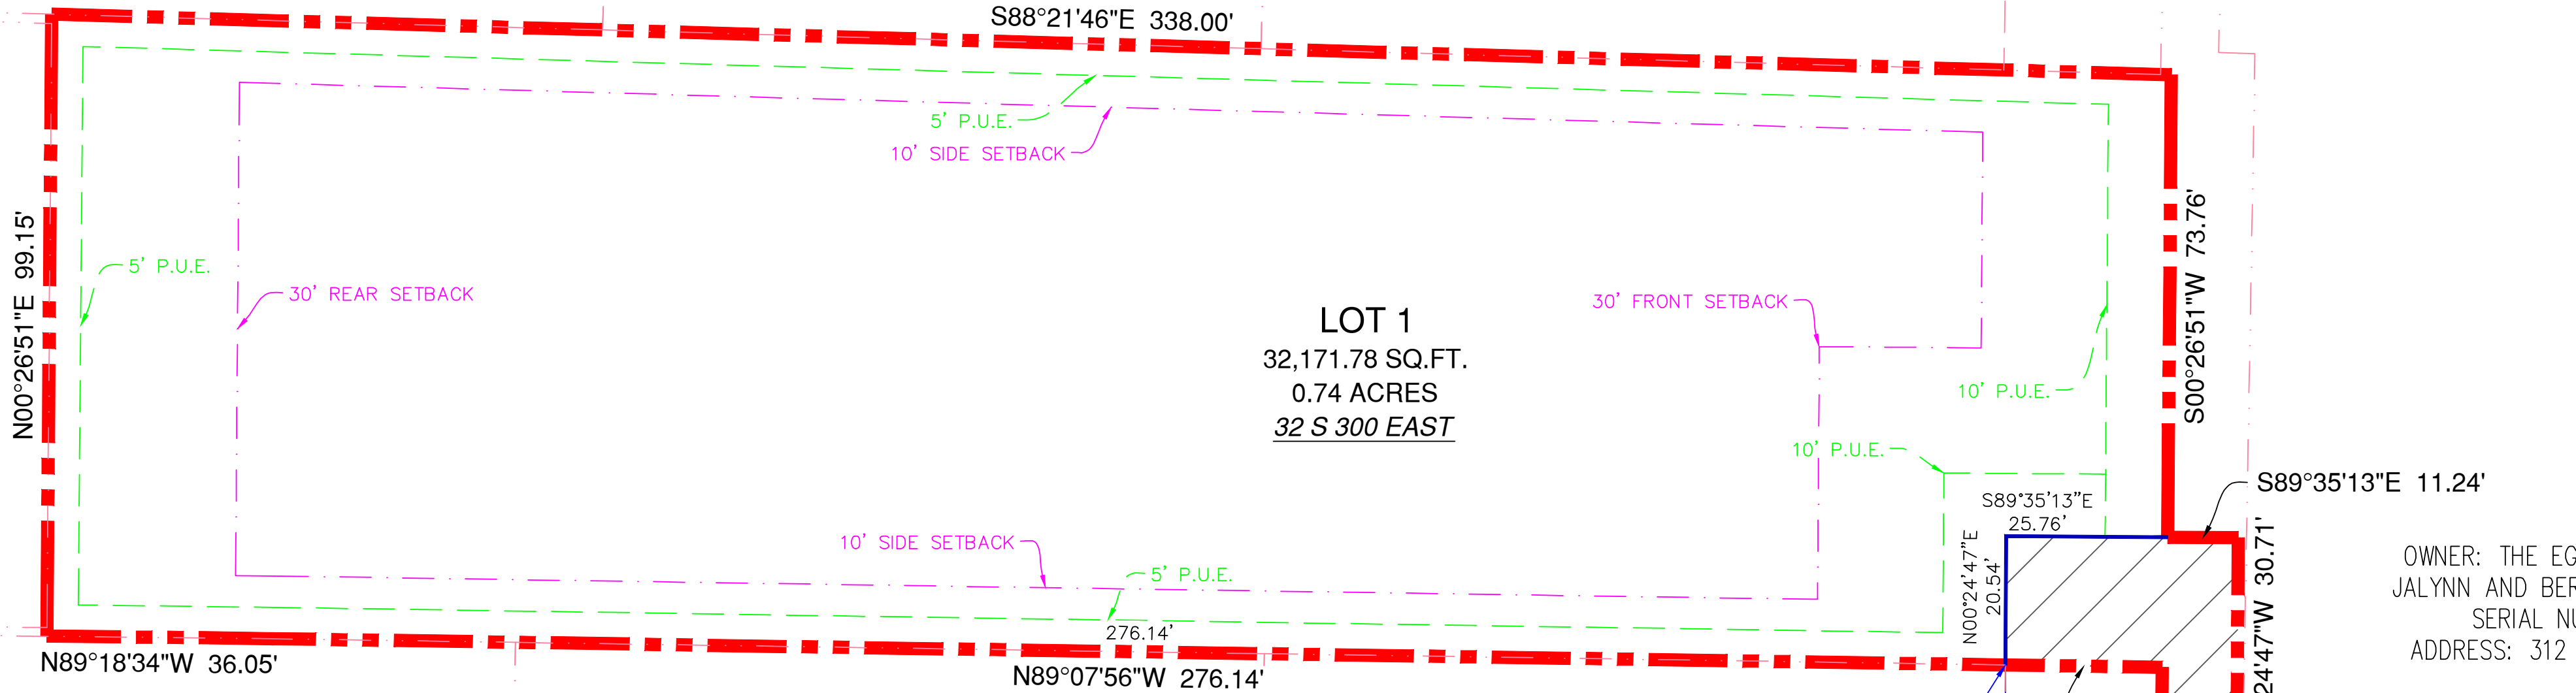 S88°21'46"E 338.00'
5' P.U.E.
10' SIDE SETBACK
N00°26'51"E 99.15'
5' P.U.E.
30' REAR SETBACK
LOT 1
32,171.78 SQ.FT.
0.74 ACRES
32 S 300 EAST
30' FRONT SETBACK
S00°26'51"W 73.76'
10' P.U.E.
10' P.U.E.
S89°35'13"E 11.24'
S89°35'13"E
25.76'
N00°24'47"E
20.54'
24'47"W 30.71'
10' SIDE SETBACK
5' P.U.E.
276.14'
N89°18'34"W 36.05'
N89°07'56"W 276.14'
OWNER: THE EG
JALYNN AND BER
SERIAL NU
ADDRESS: 312